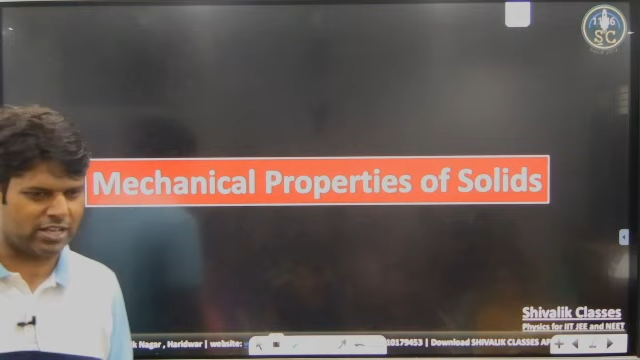 SC
Mechanical Properties of Solids
Shivalik Classes
Physics for IIT JEE and NEET
Nagar , Haridwar | website: 10179453 | Download SHIVALIK CLASSES